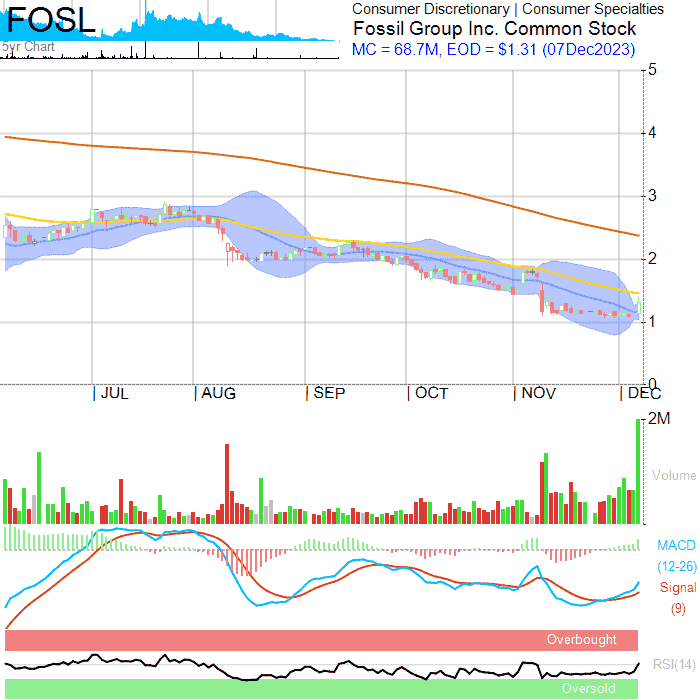 FOSL
Consumer Discretionary | Consumer Specialties
Fossil Group Inc. Common Stock
5yr Chart
MC = 68.7M, EOD = $1.31 (07Dec2023)
5
4
3
2
1
0
| JUL | AUG | SEP | OCT | NOV | DEC
2M
Volume
MACD
(12-26)
Signal
(9)
Overbought
RSI(14)
Oversold